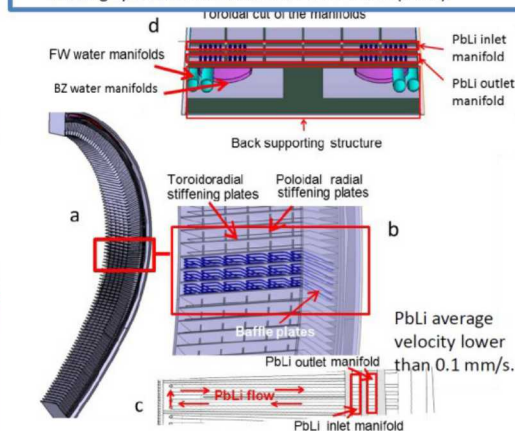 d
Toroidal cut of the manifolds
PbLi inlet
manifold
FW water manifolds
BZ water manifolds
PbLi outlet
manifold
Back supporting structure
Toroidoradial
stiffening plates
Poloidal radial
stiffening plates
a
b
Baffle plates
PbLi average
velocity lower
than 0.1 mm/s.
PbLi outlet manifold
PbLi flow
c
PbLi inlet manifold